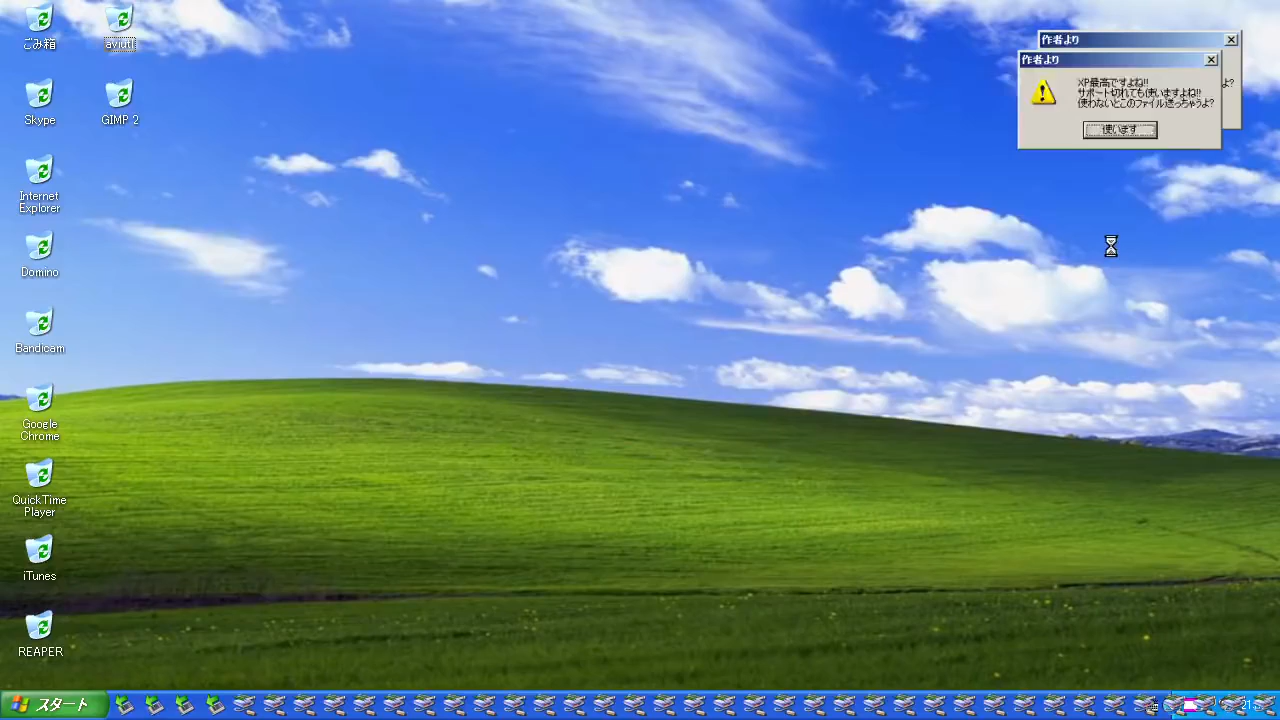 ごみ箱
aviutl
Skype
GIMP 2
Internet
Explorer
Domino
Bandicam
Google
Chrome
QuickTime
Player
iTunes
REAPER
作者より
よ?
作者より
XP最高ですよね!!
サポート切れても使いますよね!!
使わないとこのファイル送っちゃうよ?
使います
スタート